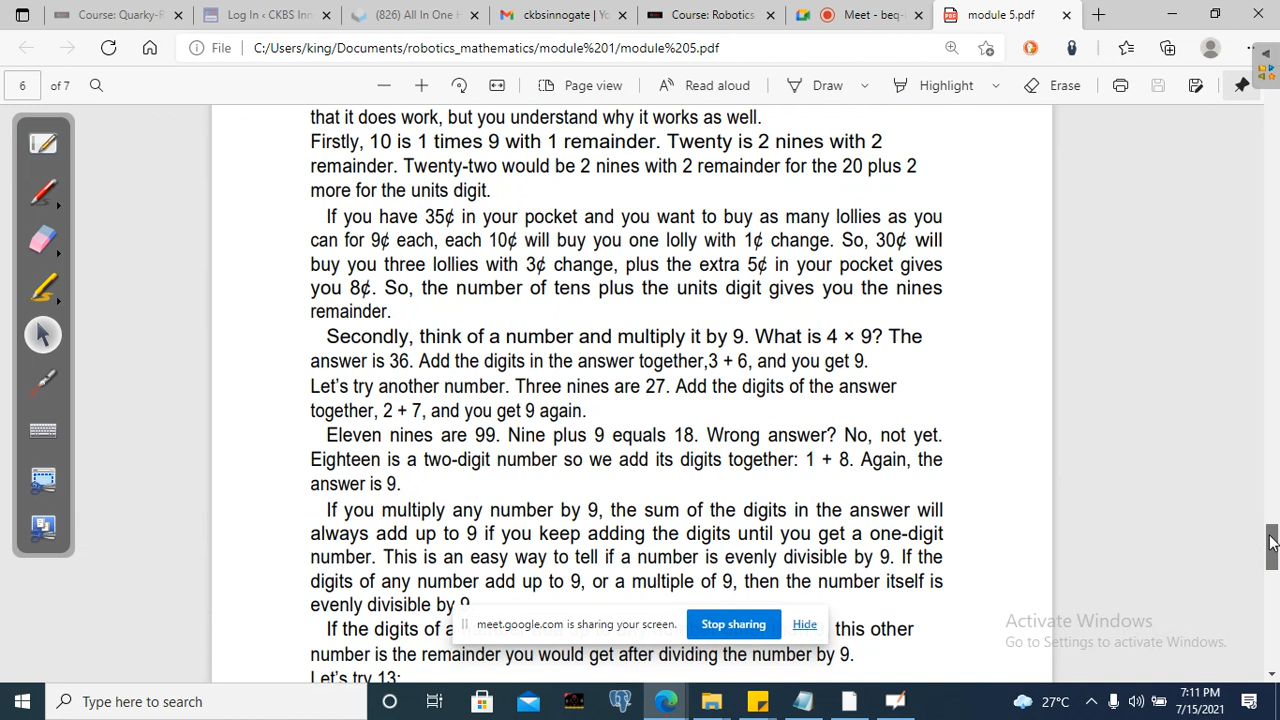 Course: Quarky-R
Log In ‹ CKBS Inn
(826) All In One H
ckbsinnogate | Yo
Course: Robotics
Meet - beq-
module 5.pdf
File C:/Users/king/Documents/robotics_mathematics/module%201/module%205.pdf
6 of 7 Page view Read aloud Draw Highlight Erase
that it does work, but you understand why it works as well.
Firstly, 10 is 1 times 9 with 1 remainder. Twenty is 2 nines with 2
remainder. Twenty-two would be 2 nines with 2 remainder for the 20 plus 2
more for the units digit.
If you have 35¢ in your pocket and you want to buy as many lollies as you
can for 9¢ each, each 10¢ will buy you one lolly with 1¢ change. So, 30¢ will
buy you three lollies with 3¢ change, plus the extra 5¢ in your pocket gives
you 8¢. So, the number of tens plus the units digit gives you the nines
remainder.
Secondly, think of a number and multiply it by 9. What is 4 × 9? The
answer is 36. Add the digits in the answer together,3 + 6, and you get 9.
Let's try another number. Three nines are 27. Add the digits of the answer
together, 2 + 7, and you get 9 again.
Eleven nines are 99. Nine plus 9 equals 18. Wrong answer? No, not yet.
Eighteen is a two-digit number so we add its digits together: 1 + 8. Again, the
answer is 9.
If you multiply any number by 9, the sum of the digits in the answer will
always add up to 9 if you keep adding the digits until you get a one-digit
number. This is an easy way to tell if a number is evenly divisible by 9. If the
digits of any number add up to 9, or a multiple of 9, then the number itself is
evenly divisible by 9
meet.google.com is sharing your screen. Stop sharing Hide
If the digits of a this other
number is the remainder you would get after dividing the number by 9.
Let's try 13:
Activate Windows
Go to Settings to activate Windows.
Type here to search
27°C
7:11 PM
7/15/2021